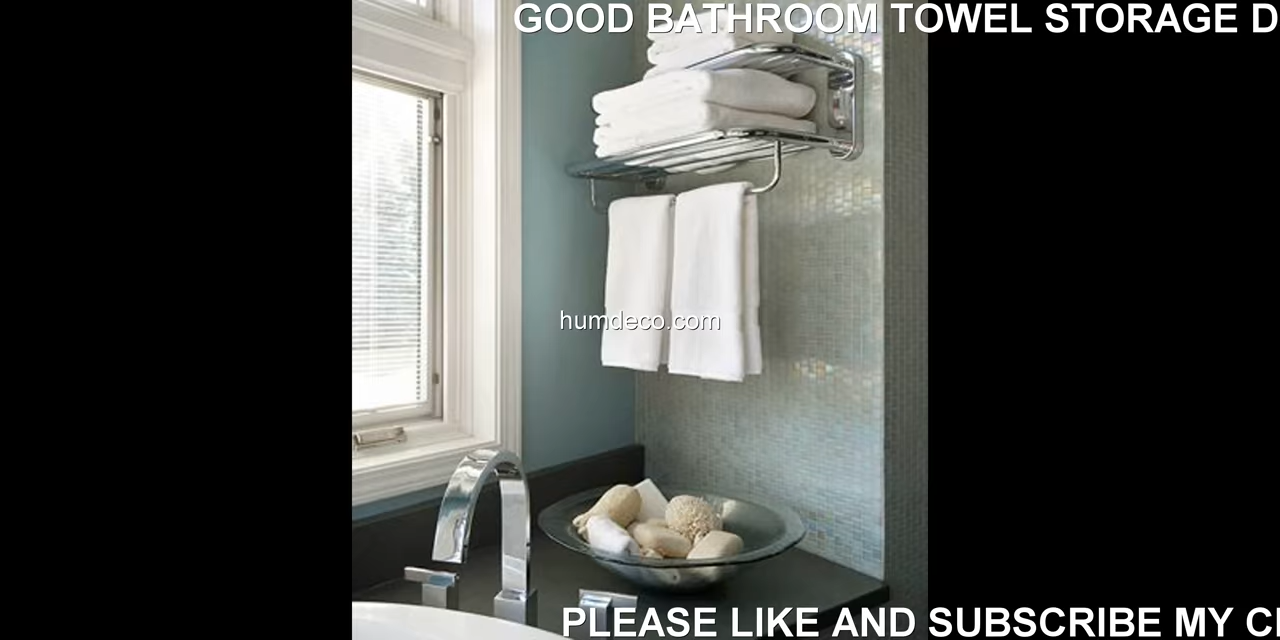 GOOD BATHROOM TOWEL STORAGE D
humdeco.com
PLEASE LIKE AND SUBSCRIBE MY C